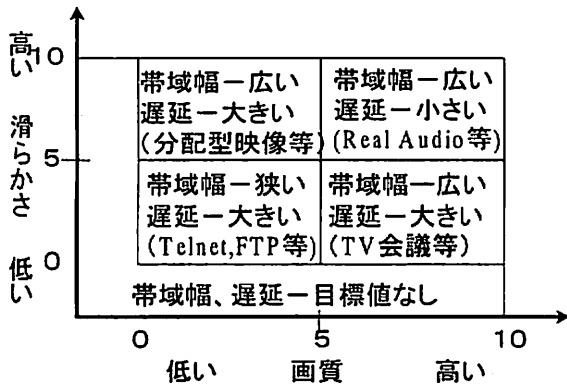 高い 10
帯域幅－広い
遅延－大きい
(分配型映像等)
帯域幅－広い
遅延－小さい
(Real Audio等)
滑らかさ
5
帯域幅－狭い
遅延－大きい
(Telnet,FTP等)
帯域幅－広い
遅延－大きい
(TV会議等)
低い 0
帯域幅、遅延－目標値なし
0 5 10
低い 画質 高い